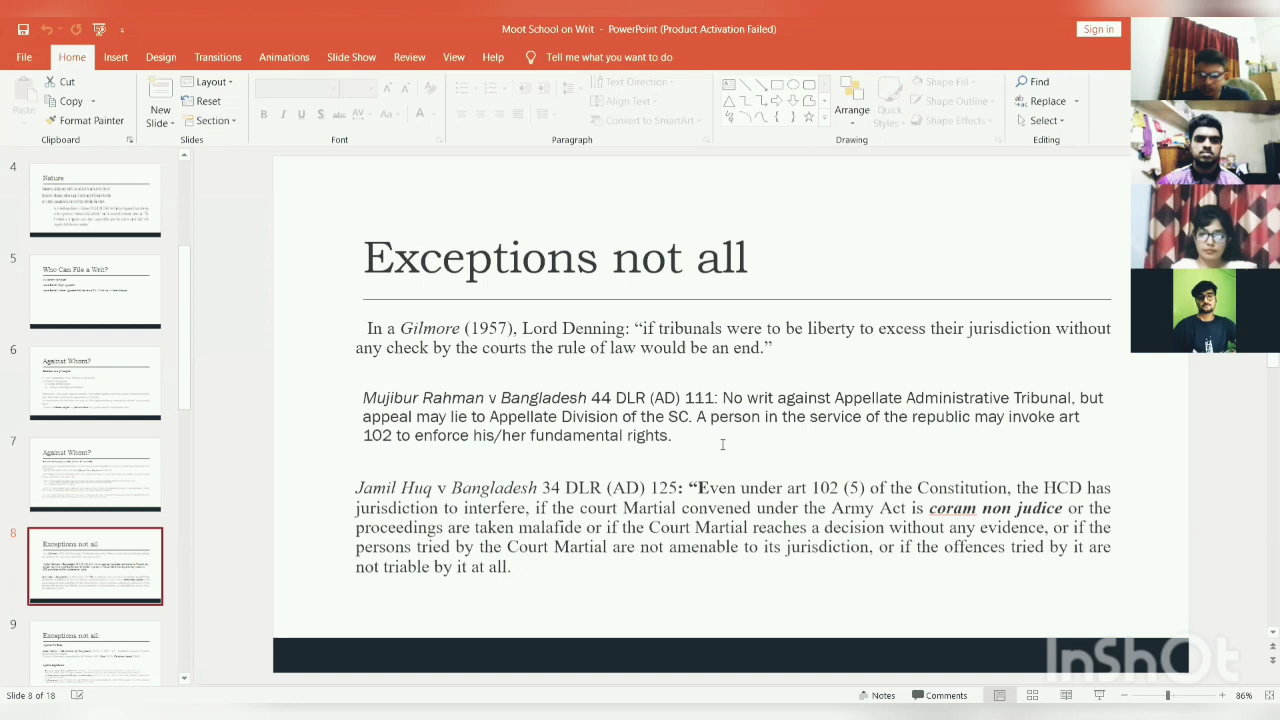 Moot School on Writ - PowerPoint (Product Activation Failed)
Sign in
File Home Insert Design Transitions Animations Slide Show Review View Help Tell me what you want to do
Paste
Cut
Copy
Format Painter
Clipboard
New
Slide
Layout
Reset
Section
Slides
Font
Text Direction
Align Text
Convert to SmartArt
Paragraph
Arrange
Quick
Styles
Shape Fill
Shape Outline
Shape Effects
Drawing
Find
Replace
Select
Editing
4
Nature
5
Who Can File a Writ?
6
Against Whom?
7
Against Whom?
8
Exceptions not all
9
Exceptions not all:
Exceptions not all
In a Gilmore (1957), Lord Denning: “if tribunals were to be liberty to excess their jurisdiction without
any check by the courts the rule of law would be an end.”
Mujibur Rahman v Bangladesh 44 DLR (AD) 111: No writ against Appellate Administrative Tribunal, but
appeal may lie to Appellate Division of the SC. A person in the service of the republic may invoke art
102 to enforce his/her fundamental rights.
Jamil Huq v Bangladesh 34 DLR (AD) 125: “Even under art 102 (5) of the Constitution, the HCD has
jurisdiction to interfere, if the court Martial convened under the Army Act is coram non judice or the
proceedings are taken malafide or if the Court Martial reaches a decision without any evidence, or if the
persons tried by the Court Martial are not amenable to its jurisdiction, or if the offences tried by it are
not triable by it at all.
InShOt
Slide 8 of 18
Notes
Comments
86%